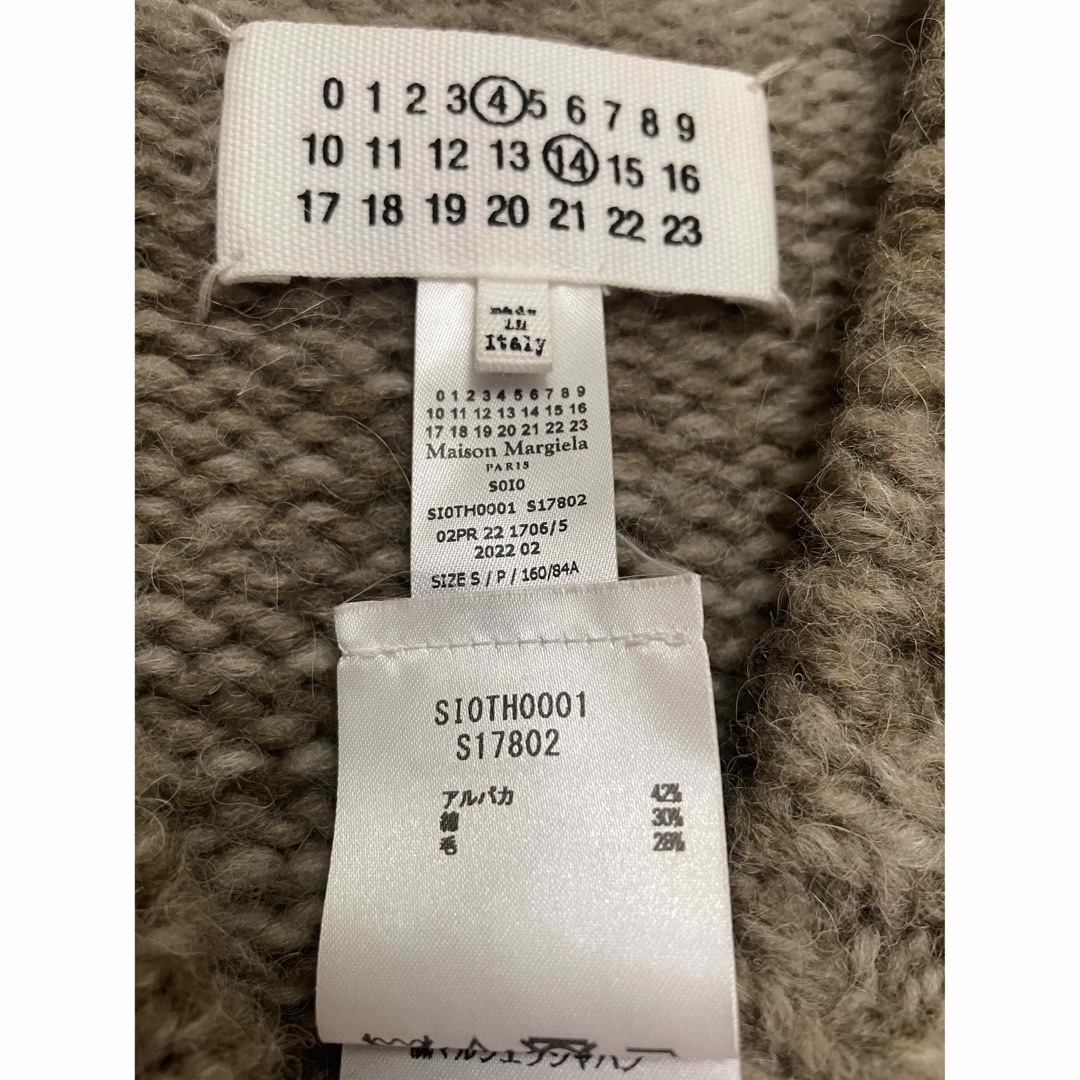 0 1 2 3 4 5 6 7 8 9
10 11 12 13 14 15 16
17 18 19 20 21 22 23
made
in
Italy
0 1 2 3 4 5 6 7 8 9
10 11 12 13 14 15 16
17 18 19 20 21 22 23
Maison Margiela
PARIS
S0I0
SI0TH0001 S17802
02PR 22 1706/5
2022 02
SIZE S / P / 160/84A
SI0TH0001
S17802
アルパカ 42%
綿 30%
毛 28%